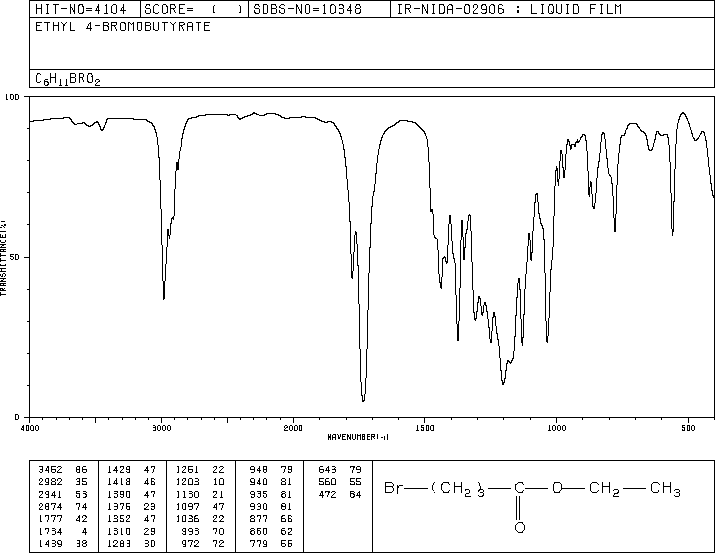 HIT-NO=4104 SCORE= ( ) SDBS-NO=10348 IR-NIDA-02906 : LIQUID FILM
ETHYL 4-BROMOBUTYRATE
C6H11BRO2
100
50
0
TRANSMITTANCE(%)
4000 3000 2000 1500 1000 500
WAVENUMBER(-1)
3462 86 1429 47 1251 22 948 79 643 79
2982 35 1418 46 1203 10 940 81 560 55
2941 53 1390 47 1130 21 935 81 472 84
2874 74 1376 23 1097 47 930 81
1777 42 1352 47 1036 22 877 66
1734 4 1310 29 993 70 860 62
1439 38 1283 30 972 72 779 55
Br—(CH2)3—C—O—CH2—CH3
O